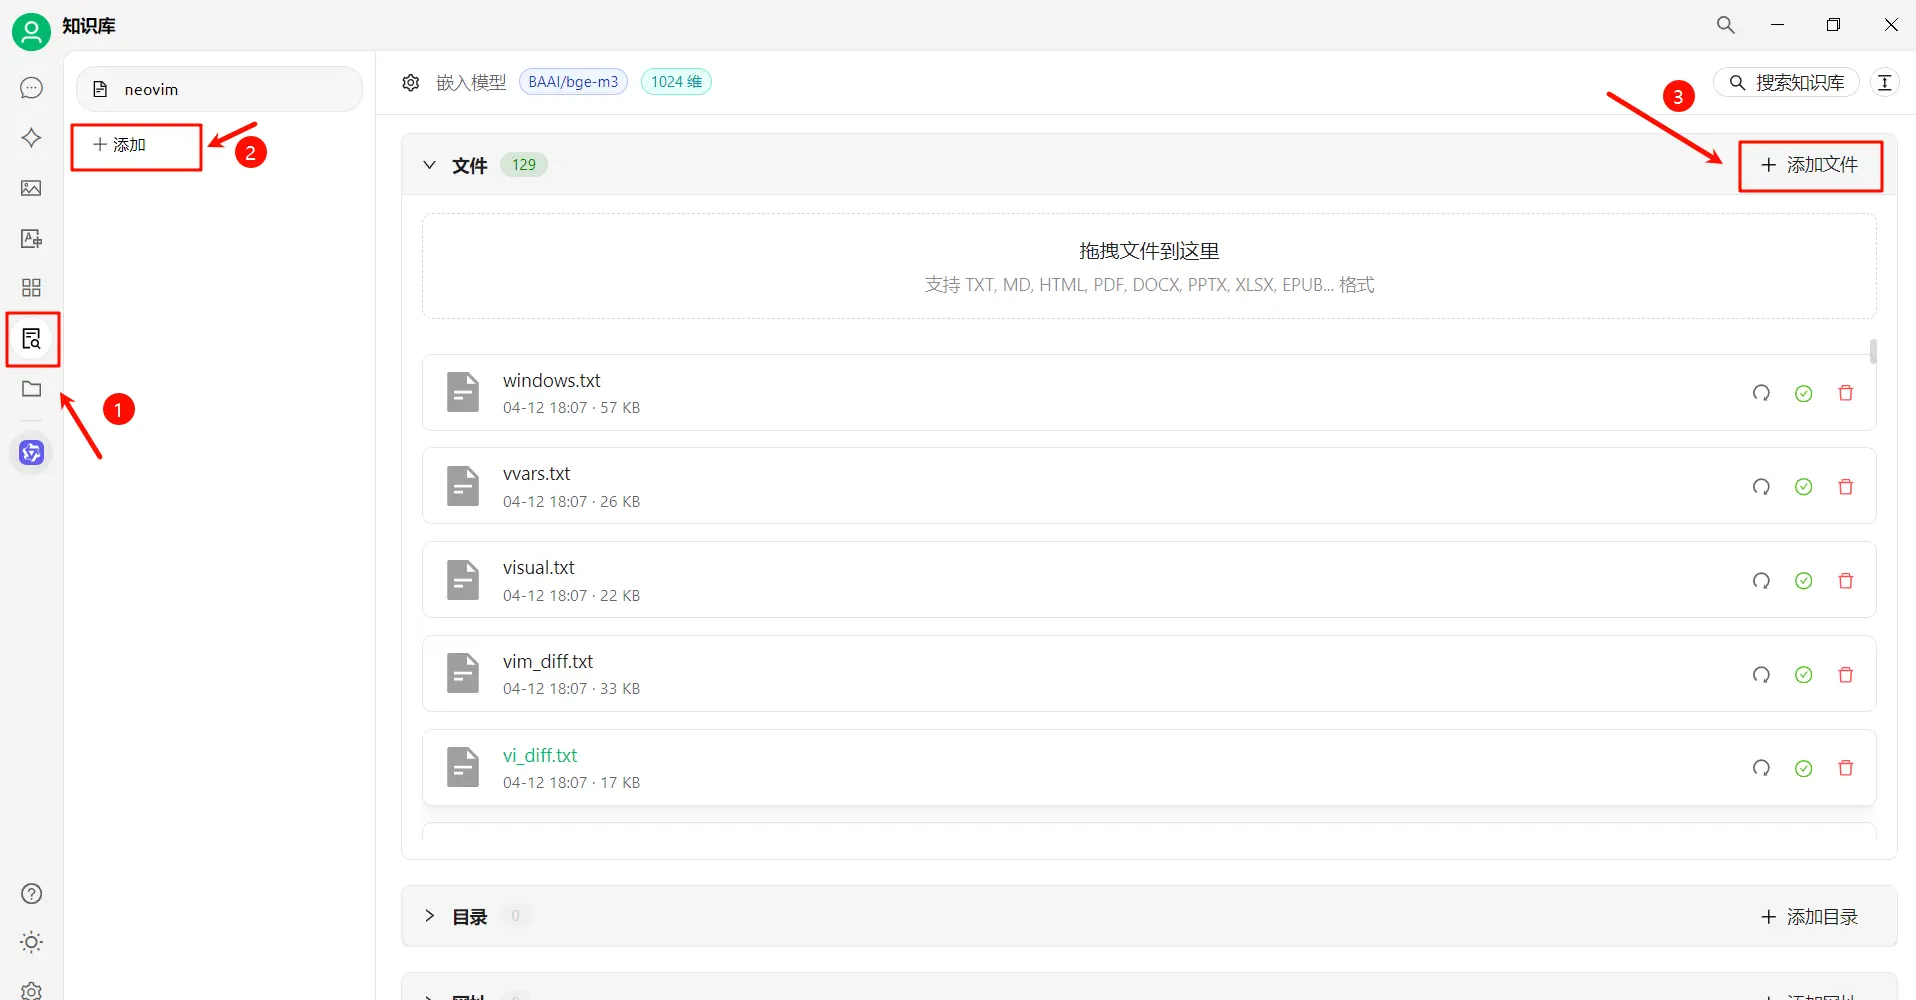 知识库
neovim
+ 添加
2
1
嵌入模型 BAAI/bge-m3 1024 维
搜索知识库
3
文件 129
+ 添加文件
拖拽文件到这里
支持 TXT, MD, HTML, PDF, DOCX, PPTX, XLSX, EPUB... 格式
windows.txt
04-12 18:07 · 57 KB
vvars.txt
04-12 18:07 · 26 KB
visual.txt
04-12 18:07 · 22 KB
vim_diff.txt
04-12 18:07 · 33 KB
vi_diff.txt
04-12 18:07 · 17 KB
目录 0
+ 添加目录